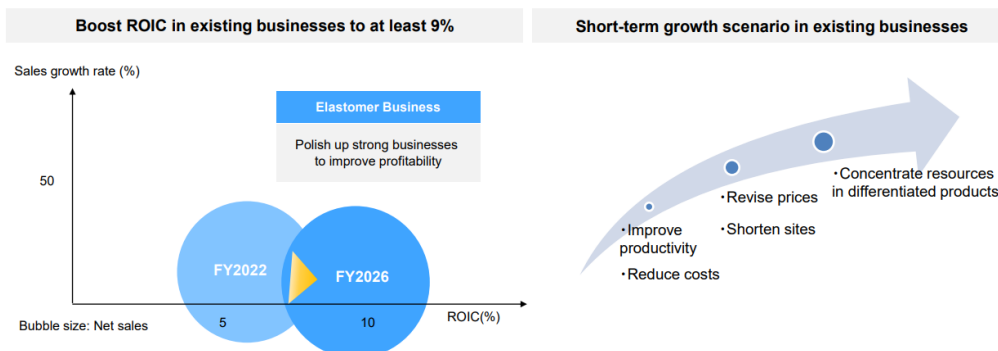 Boost ROIC in existing businesses to at least 9%
Sales growth rate (%)
Elastomer Business
Polish up strong businesses
to improve profitability
50
FY2022
FY2026
5
10
ROIC(%)
Bubble size: Net sales
Short-term growth scenario in existing businesses
・Improve
productivity
・Reduce costs
・Revise prices
・Shorten sites
・Concentrate resources
in differentiated products